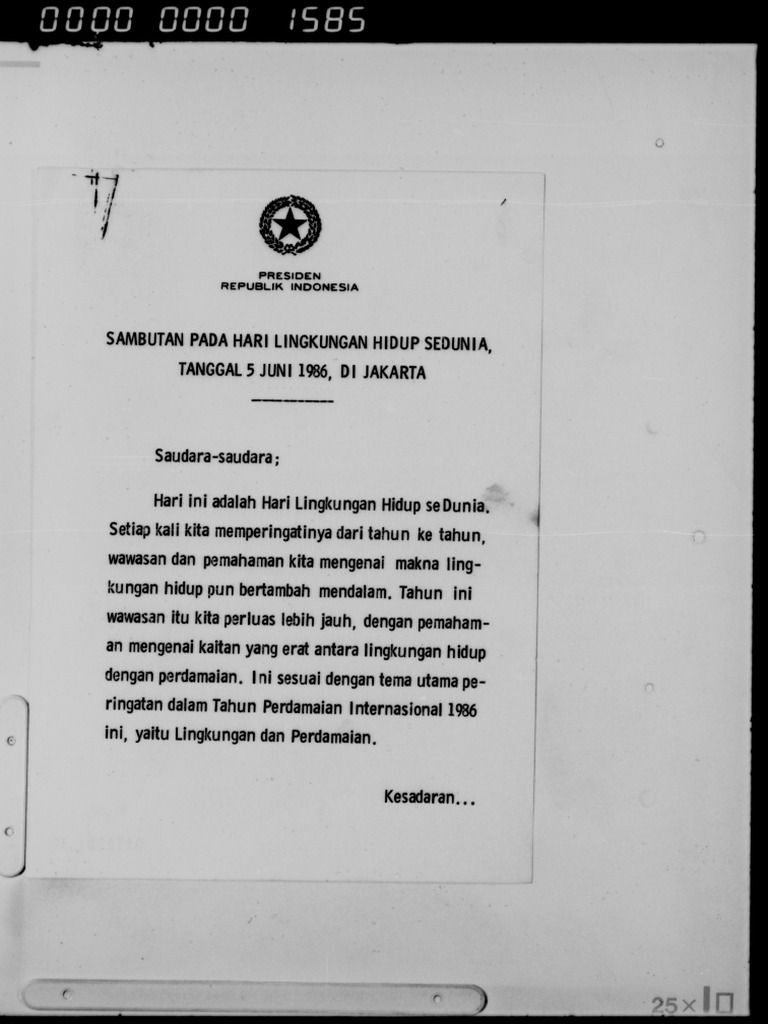 0000 0000 1585
PRESIDEN
REPUBLIK INDONESIA
SAMBUTAN PADA HARI LINGKUNGAN HIDUP SEDUNIA,
TANGGAL 5 JUNI 1986, DI JAKARTA
Saudara-saudara;
Hari ini adalah Hari Lingkungan Hidup seDunia.
Setiap kali kita memperingatinya dari tahun ke tahun,
wawasan dan pemahaman kita mengenai makna ling-
kungan hidup pun bertambah mendalam. Tahun ini
wawasan itu kita perluas lebih jauh, dengan pemaham-
an mengenai kaitan yang erat antara lingkungan hidup
dengan perdamaian. Ini sesuai dengan tema utama pe-
ringatan dalam Tahun Perdamaian Internasional 1986
ini, yaitu Lingkungan dan Perdamaian.
Kesadaran...
25×